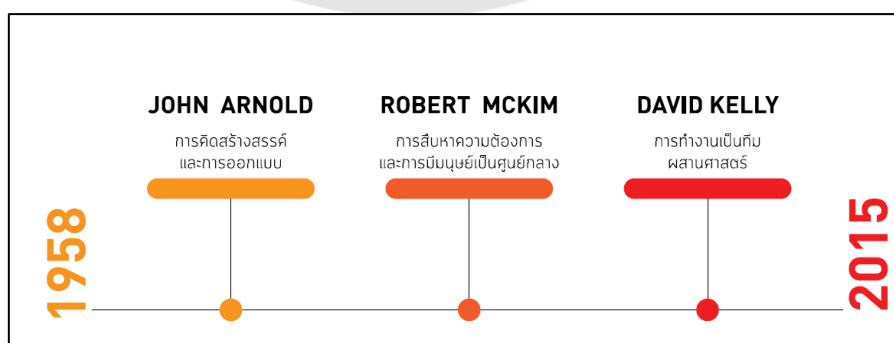 JOHN ARNOLD
การคิดสร้างสรรค์
และการออกแบบ
ROBERT MCKIM
การสืบหาความต้องการ
และการมีมนุษย์เป็นศูนย์กลาง
DAVID KELLY
การทำงานเป็นทีม
ผสานศาสตร์
1958
2015